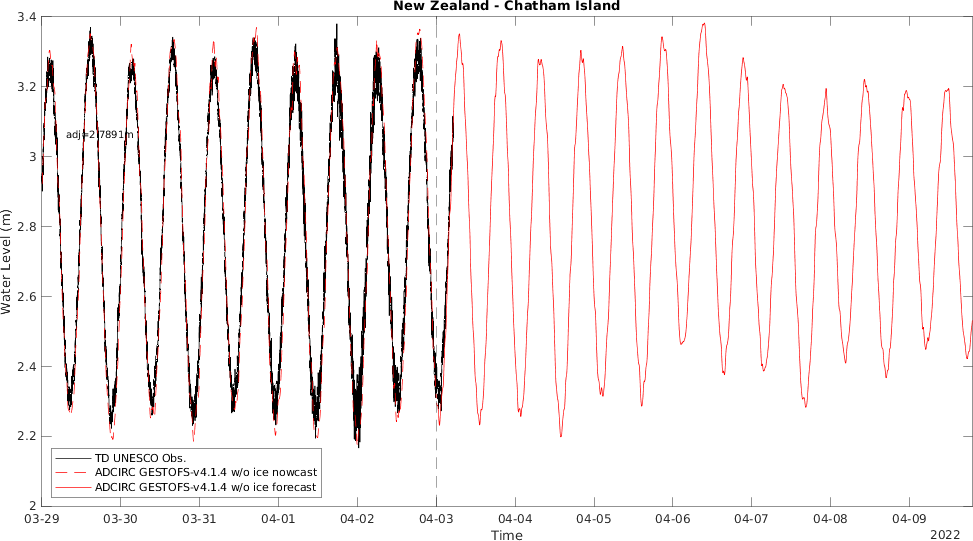 New Zealand - Chatham Island
3.4
3.2
3
2.8
2.6
2.4
2.2
2
Water Level (m)
adj=2.7891m
TD UNESCO Obs.
ADCIRC GESTOFS-v4.1.4 w/o ice nowcast
ADCIRC GESTOFS-v4.1.4 w/o ice forecast
03-29 03-30 03-31 04-01 04-02 04-03 04-04 04-05 04-06 04-07 04-08 04-09
Time
2022